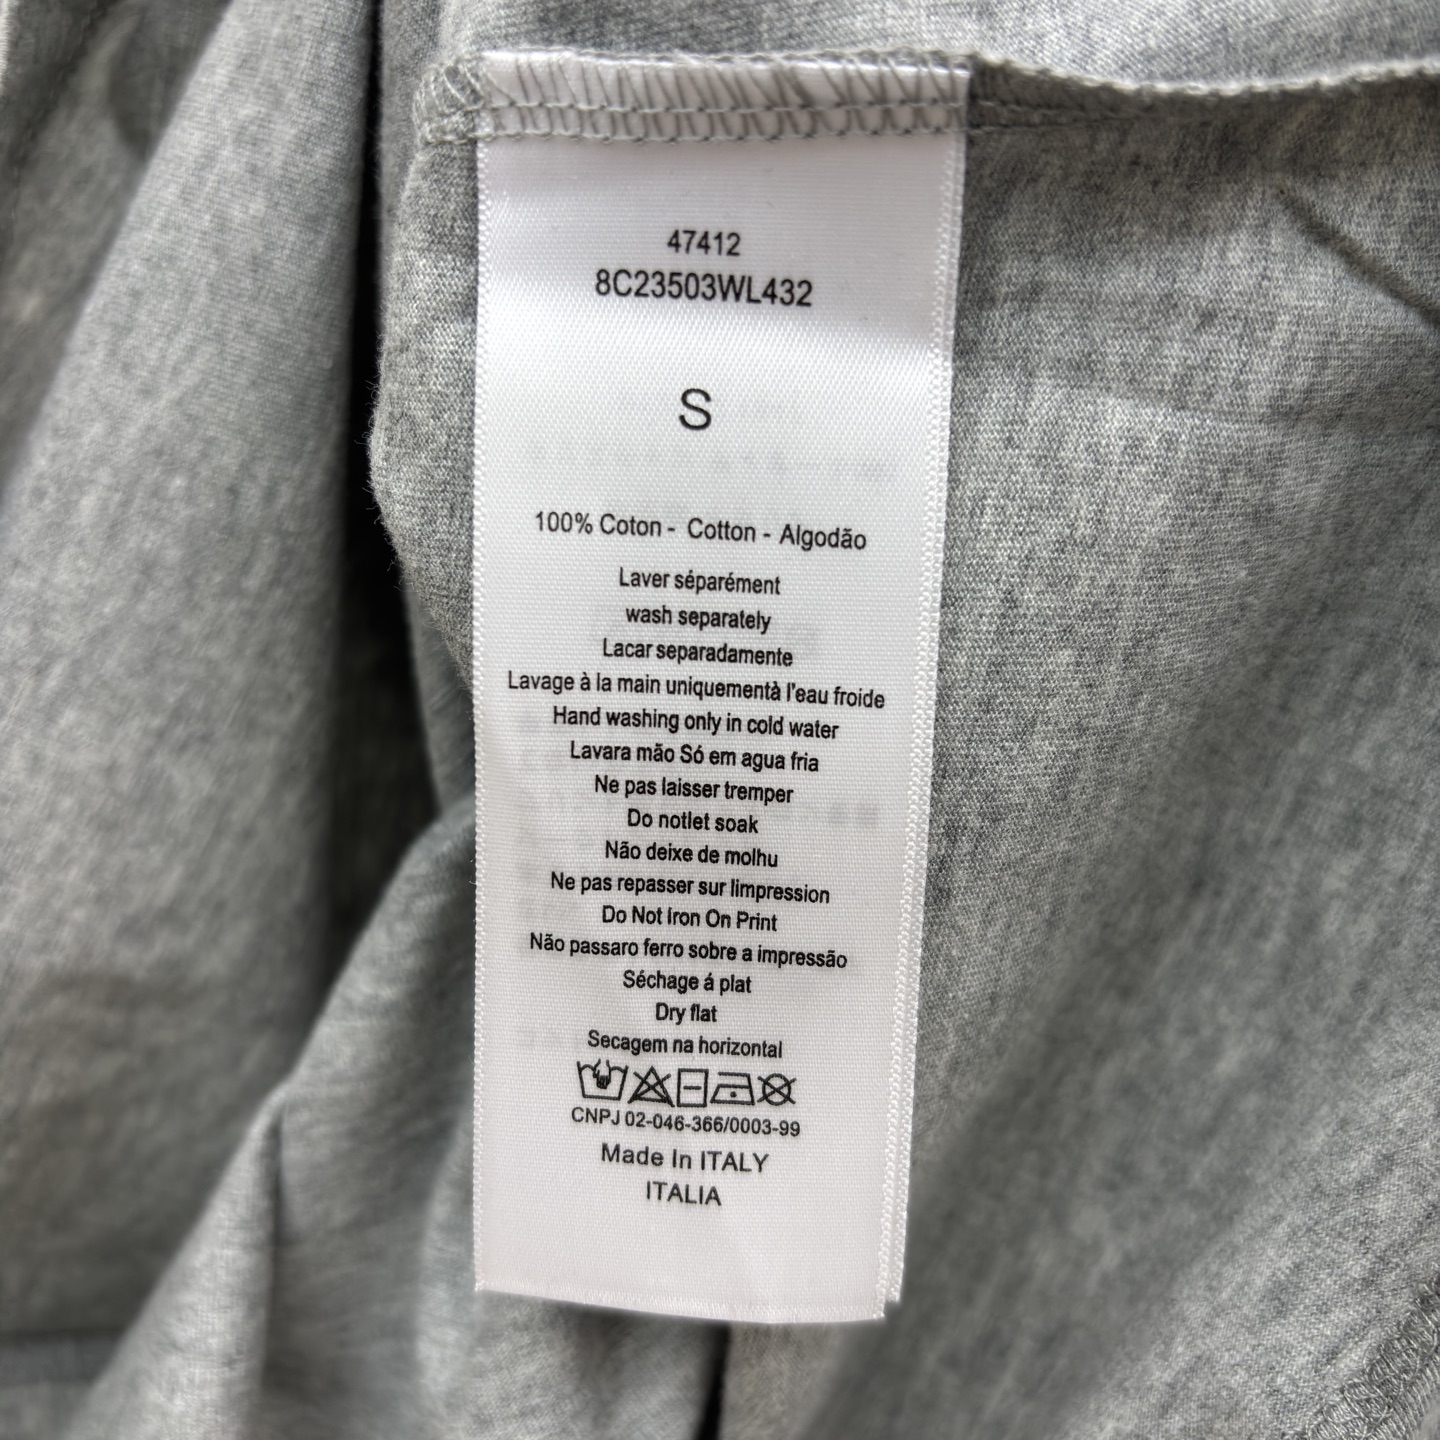 47412
8C23503WL432
S
100% Coton - Cotton - Algodão
Laver séparément
wash separately
Lacar separadamente
Lavage à la main uniquementà l'eau froide
Hand washing only in cold water
Lavara mão Só em agua fria
Ne pas laisser tremper
Do notlet soak
Não deixe de molhu
Ne pas repasser sur limpression
Do Not Iron On Print
Não passaro ferro sobre a impressão
Séchage á plat
Dry flat
Secagem na horizontal
CNPJ 02-046-366/0003-99
Made In ITALY
ITALIA